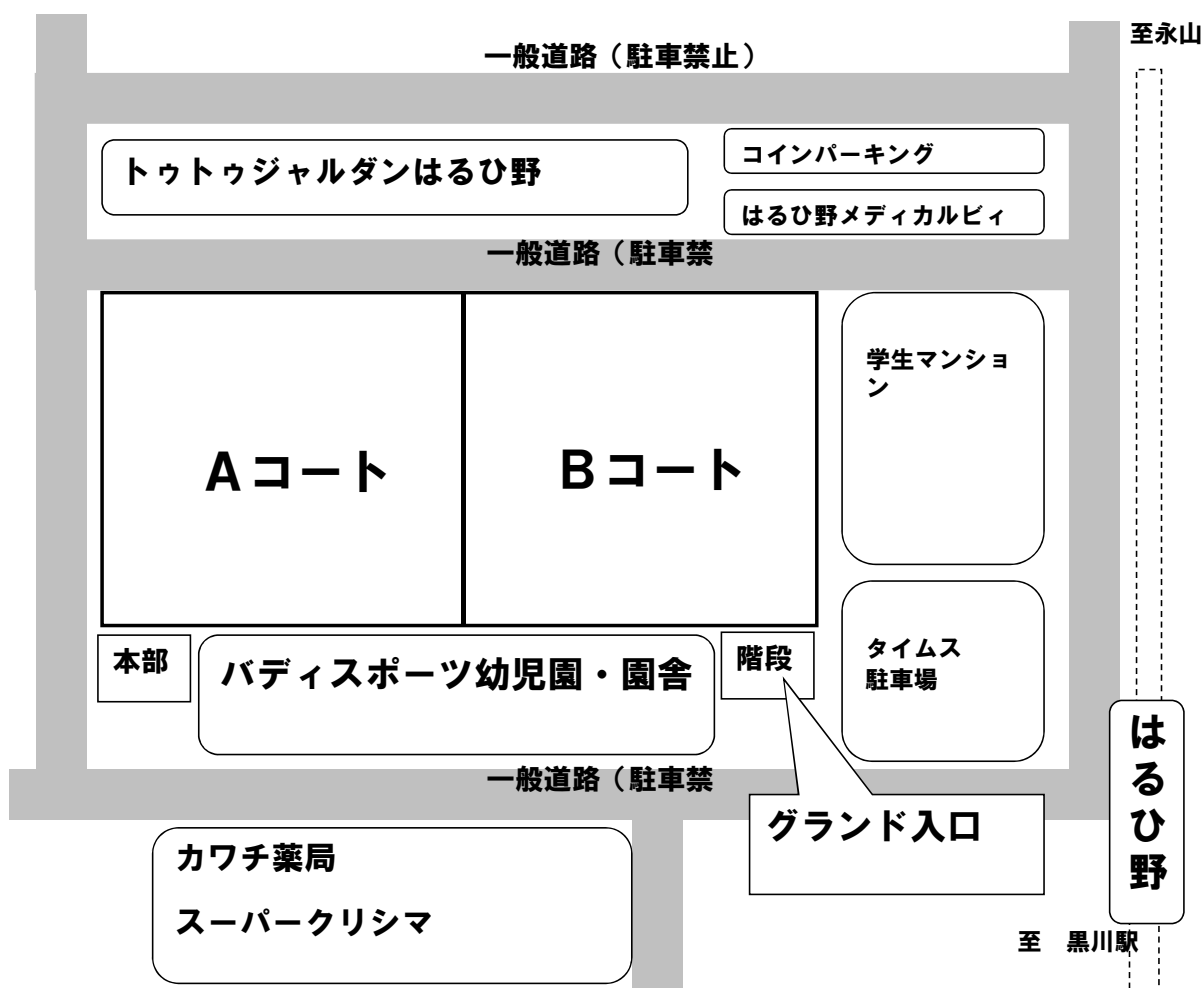 至永山
一般道路（駐車禁止）
トゥトゥジャルダンはるひ野
コインパーキング
はるひ野メディカルビィ
一般道路（駐車禁
Aコート
Bコート
学生マンショ
ン
本部
バディスポーツ幼児園・園舎
階段
タイムス
駐車場
はるひ野
一般道路（駐車禁
グランド入口
カワチ薬局
スーパークリシマ
至　黒川駅